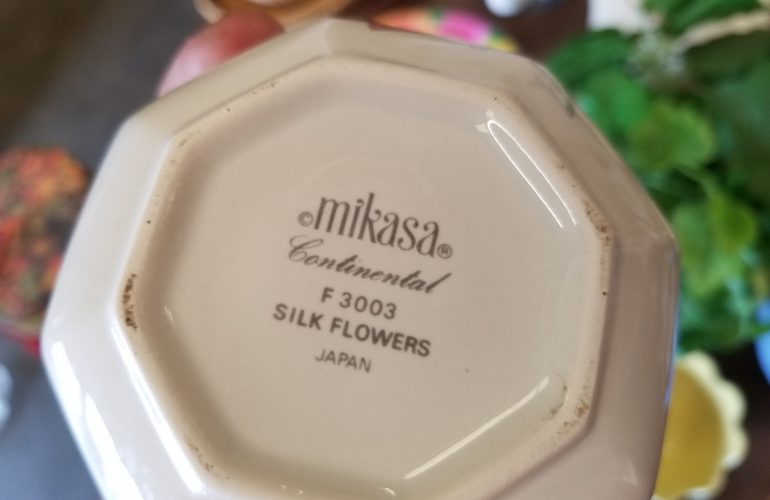 ©mikasa®
Continental
F 3003
SILK FLOWERS
JAPAN